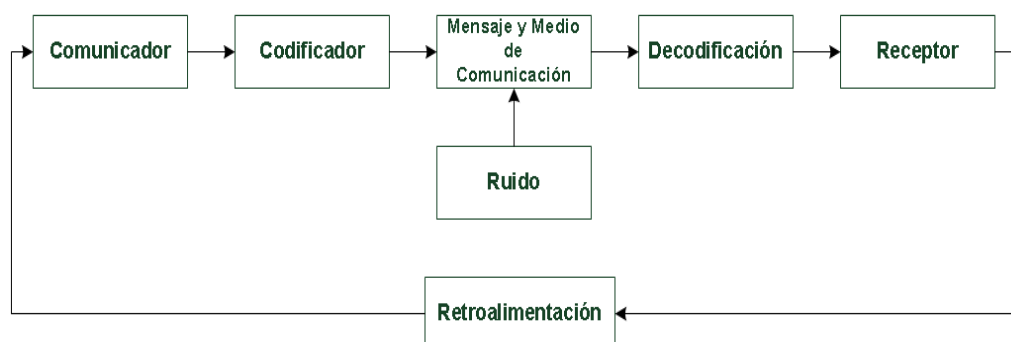 Comunicador
Codificador
Mensaje y Medio
de
Comunicación
Decodificación
Receptor
Ruido
Retroalimentación